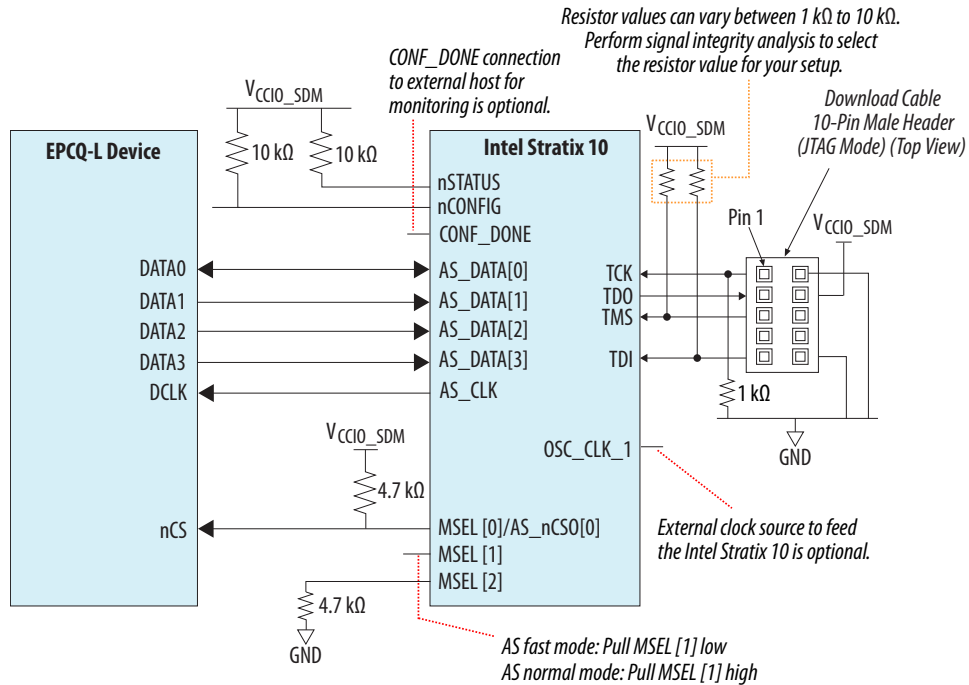 Resistor values can vary between 1 kΩ to 10 kΩ.
Perform signal integrity analysis to select
the resistor value for your setup.
CONF_DONE connection
to external host for
monitoring is optional.
Download Cable
10-Pin Male Header
(JTAG Mode) (Top View)
VCCIO_SDM
10 kΩ
10 kΩ
VCCIO_SDM
EPCQ-L Device
Intel Stratix 10
nSTATUS
nCONFIG
CONF_DONE
Pin 1
VCCIO_SDM
DATA0
AS_DATA[0]
TCK
DATA1
AS_DATA[1]
TDO
DATA2
AS_DATA[2]
TMS
DATA3
AS_DATA[3]
TDI
DCLK
AS_CLK
1 kΩ
GND
VCCIO_SDM
4.7 kΩ
OSC_CLK_1
nCS
MSEL [0]/AS_nCSO[0]
MSEL [1]
MSEL [2]
4.7 kΩ
GND
External clock source to feed
the Intel Stratix 10 is optional.
AS fast mode: Pull MSEL [1] low
AS normal mode: Pull MSEL [1] high